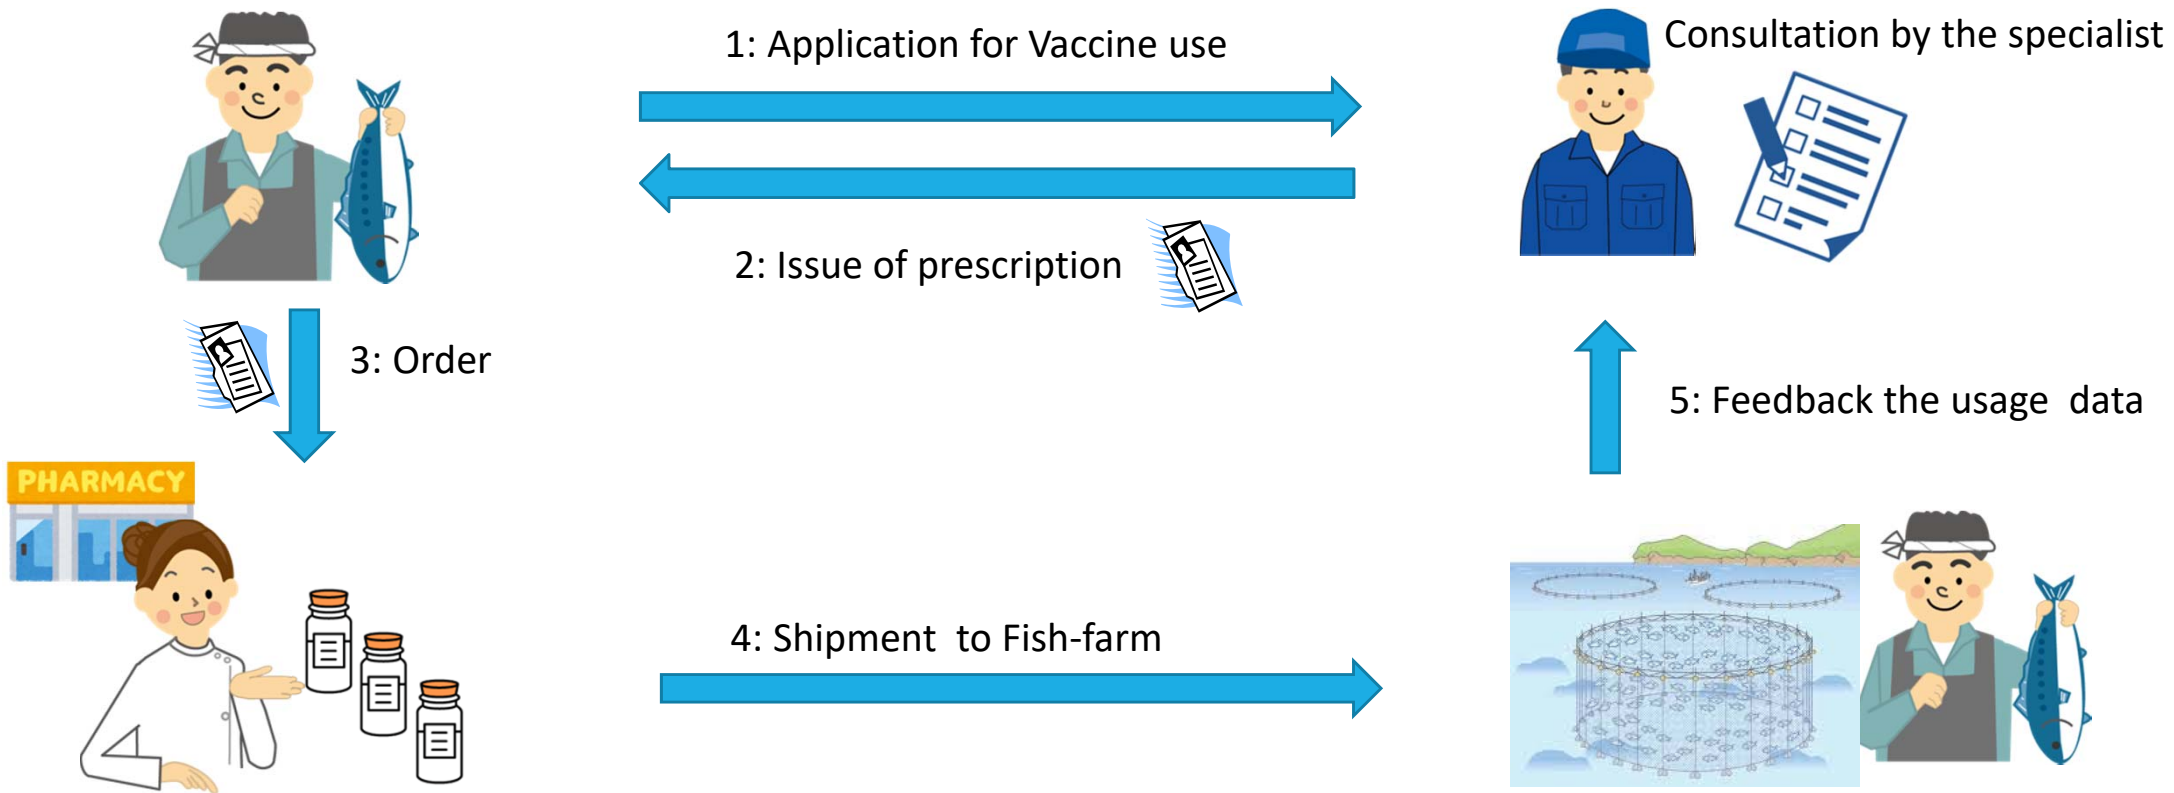 1: Application for Vaccine use
Consultation by the specialist
2: Issue of prescription
3: Order
5: Feedback the usage  data
PHARMACY
4: Shipment  to Fish-farm